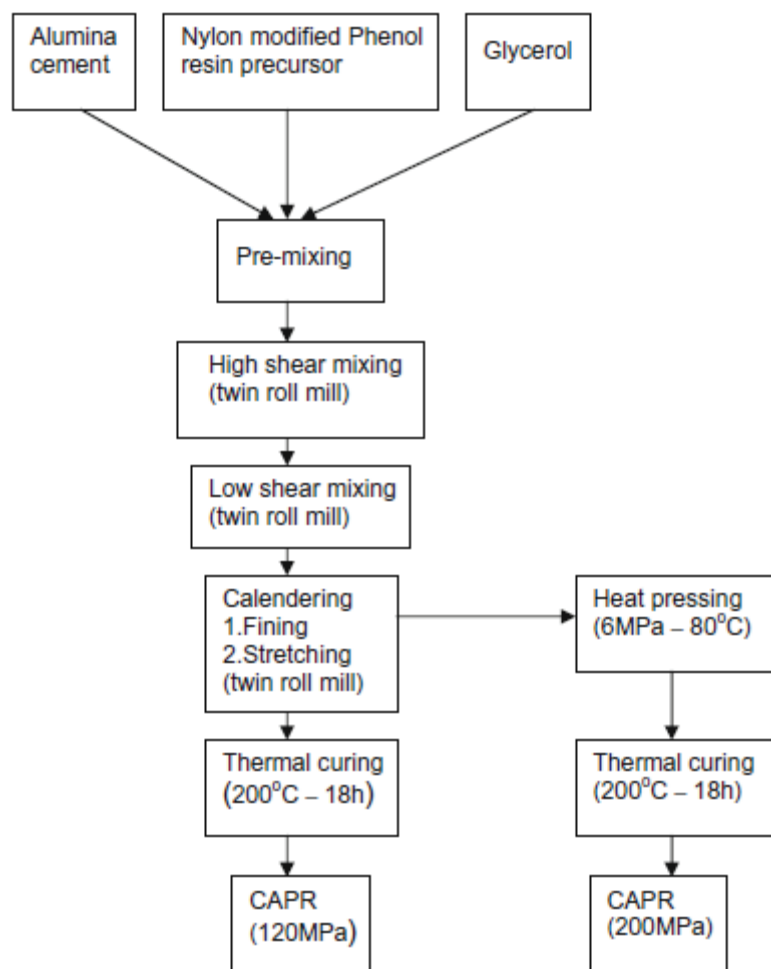 Alumina
cement
Nylon modified Phenol
resin precursor
Glycerol
Pre-mixing
High shear mixing
(twin roll mill)
Low shear mixing
(twin roll mill)
Calendering
1.Fining
2.Stretching
(twin roll mill)
Heat pressing
(6MPa – 80°C)
Thermal curing
(200°C – 18h)
Thermal curing
(200°C – 18h)
CAPR
(120MPa)
CAPR
(200MPa)